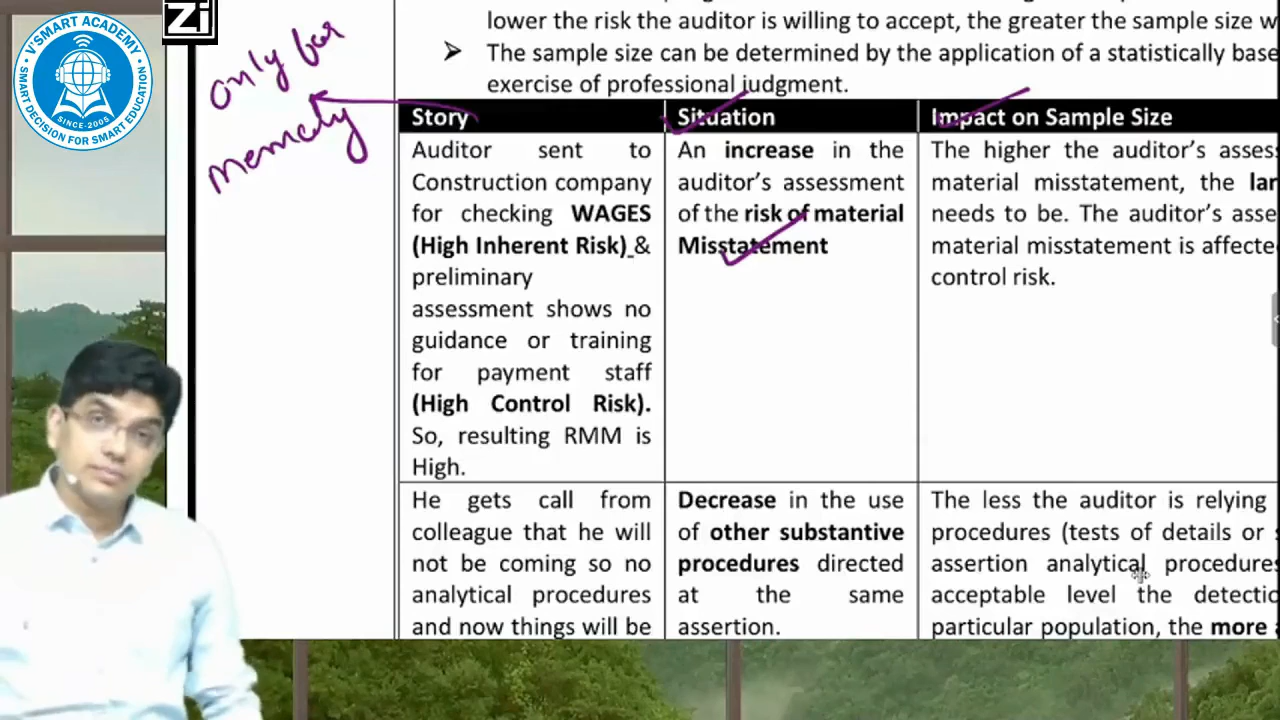 V'SMART ACADEMY
SINCE-2005
SMART DECISION FOR SMART EDUCATION
Zi
only for
memory
lower the risk the auditor is willing to accept, the greater the sample size w
➤ The sample size can be determined by the application of a statistically base
exercise of professional judgment.
Story
Auditor sent to
Construction company
for checking WAGES
(High Inherent Risk) &
preliminary
assessment shows no
guidance or training
for payment staff
(High Control Risk).
So, resulting RMM is
High.
Situation
An increase in the
auditor's assessment
of the risk of material
Misstatement
Impact on Sample Size
The higher the auditor's asses
material misstatement, the lar
needs to be. The auditor's asse
material misstatement is affecte
control risk.
He gets call from
colleague that he will
not be coming so no
analytical procedures
and now things will be
Decrease in the use
of other substantive
procedures directed
at the same
assertion.
The less the auditor is relying
procedures (tests of details or
assertion analytical procedures
acceptable level the detectio
particular population, the more a